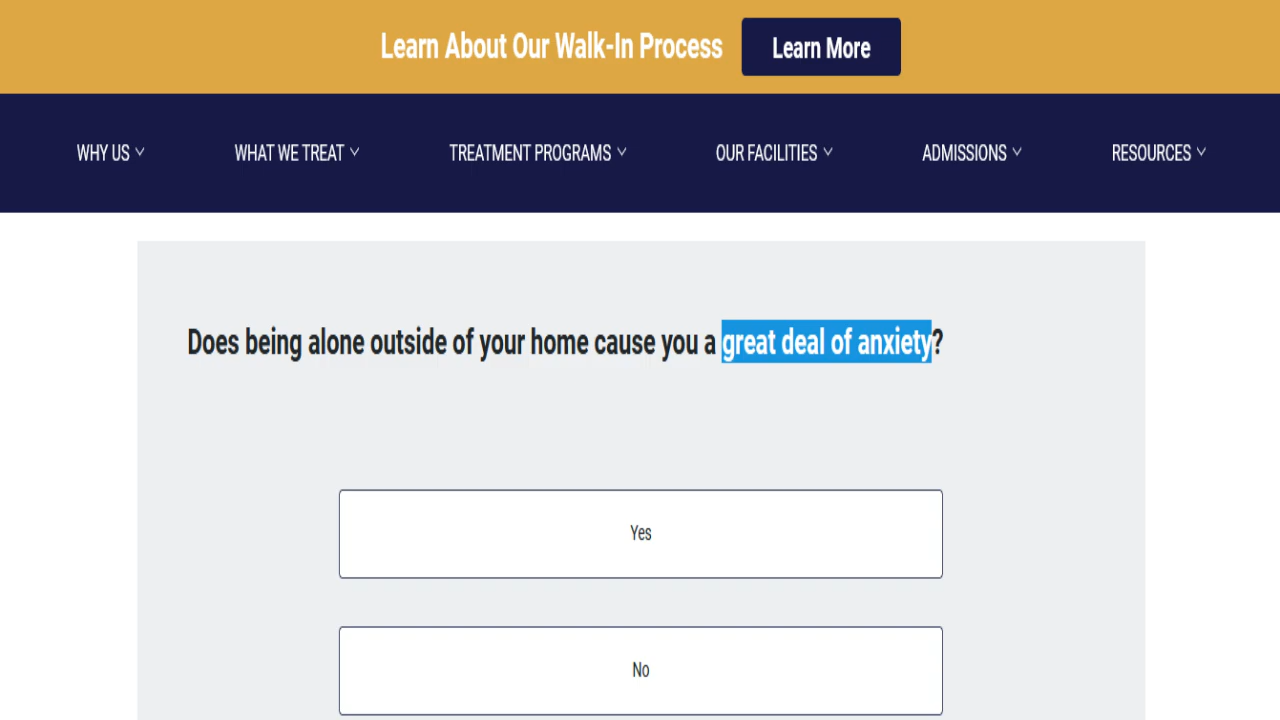 Learn About Our Walk-In Process Learn More
WHY US WHAT WE TREAT TREATMENT PROGRAMS OUR FACILITIES ADMISSIONS RESOURCES
Does being alone outside of your home cause you a great deal of anxiety?
Yes
No